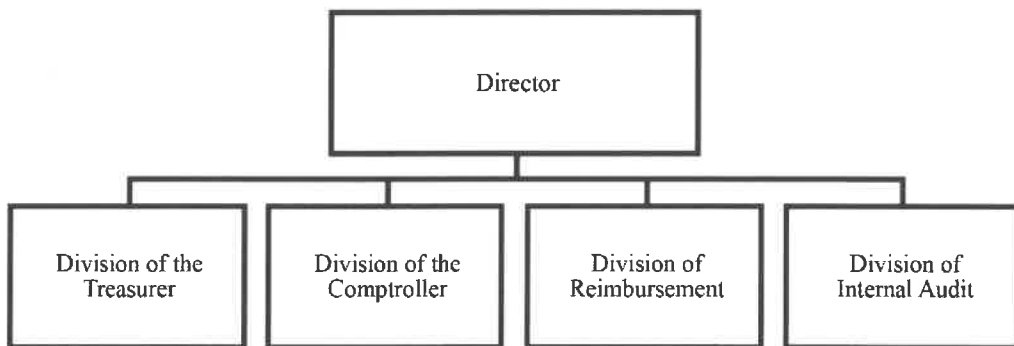 Director
Division of the
Treasurer
Division of the
Comptroller
Division of
Reimbursement
Division of
Internal Audit